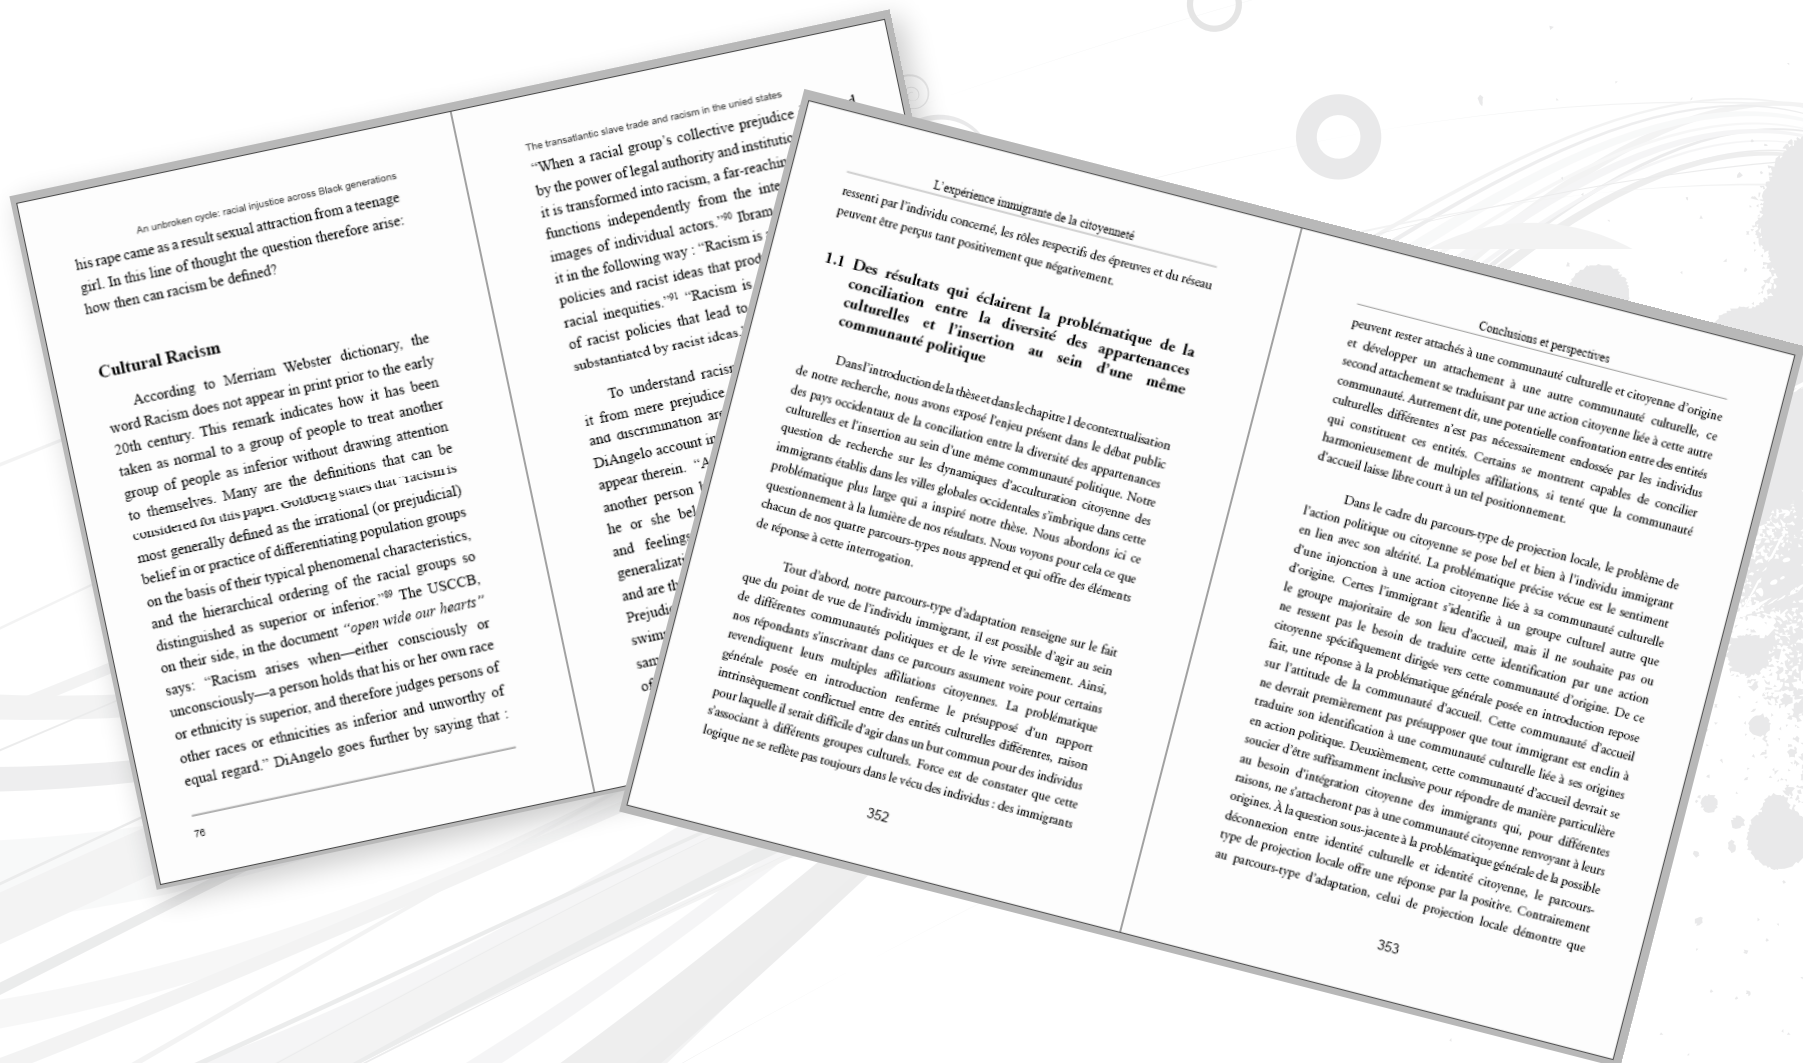 An unbroken cycle: racial injustice across Black generations
his rape came as a result sexual attraction from a teenage
girl. In this line of thought the question therefore arise:
how then can racism be defined?
Cultural Racism
According to Merriam Webster dictionary, the
word Racism does not appear in print prior to the early
20th century. This remark indicates how it has been
taken as normal to a group of people to treat another
group of people as inferior without drawing attention
to themselves. Many are the definitions that can be
considered for this paper. Goldberg states that "racism is
most generally defined as the irrational (or prejudicial)
belief in or practice of differentiating population groups
on the basis of their typical phenomenal characteristics,
and the hierarchical ordering of the racial groups so
distinguished as superior or inferior."⁸⁹ The USCCB,
on their side, in the document "open wide our hearts"
says: “Racism arises when—either consciously or
unconsciously—a person holds that his or her own race
or ethnicity is superior, and therefore judges persons of
other races or ethnicities as inferior and unworthy of
equal regard.” DiAngelo goes further by saying that :
76
The transatlantic slave trade and racism in the unied states
“When a racial group’s collective prejudice
by the power of legal authority and
it is transformed into racism, a
functions independently from the
images of individual actors.”⁹⁰ Ibram
it in the following way : “Racism is
policies and racist ideas that
racial inequities.”⁹¹ “Racism is
of racist policies that lead to
substantiated by racist ideas.
To understand
it from mere prejudice
and discrimination
DiAngelo account
appear therein.
another person
he or she
and feelings
and are
of
L’expérience immigrante de la citoyenneté
ressenti par l’individu concerné, les rôles respectifs des épreuves et du réseau
peuvent être perçus tant positivement que négativement.
1.1 Des résultats qui éclairent la problématique de la
conciliation entre la diversité des appartenances
culturelles et l’insertion au sein d’une même
communauté politique
Dans l’introduction de la thèse et dans le chapitre 1 de contextualisation
de notre recherche, nous avons exposé l’enjeu présent dans le débat public
des pays occidentaux de la conciliation entre la diversité des appartenances
culturelles et l’insertion au sein d’une même communauté politique. Notre
question de recherche sur les dynamiques d’acculturation citoyenne des
immigrants établis dans les villes globales occidentales s’imbrique dans cette
problématique plus large qui a inspiré notre thèse. Nous abordons ici ce
questionnement à la lumière de nos résultats. Nous voyons pour cela ce que
chacun de nos quatre parcours-types nous apprend et qui offre des éléments
de réponse à cette interrogation.
Tout d’abord, notre parcours-type d’adaptation renseigne sur le fait
que du point de vue de l’individu immigrant, il est possible d’agir au sein
de différentes communautés politiques et de le vivre sereinement. Ainsi,
nos répondants s’inscrivant dans ce parcours assument voire pour certains
revendiquent leurs multiples affiliations citoyennes. La problématique
générale posée en introduction renferme le présupposé d’un rapport
intrinsèquement conflictuel entre des entités culturelles différentes, raison
pour laquelle il serait difficile d’agir dans un but commun pour des individus
s’associant à différents groupes culturels. Force est de constater que cette
logique ne se reflète pas toujours dans le vécu des individus : des immigrants
352
Conclusions et perspectives
peuvent rester attachés à une communauté culturelle et citoyenne d’origine
et développer un attachement à une autre communauté culturelle, ce
second attachement se traduisant par une action citoyenne liée à cette autre
communauté. Autrement dit, une potentielle confrontation entre des entités
culturelles différentes n’est pas nécessairement endossée par les individus
qui constituent ces entités. Certains se montrent capables de concilier
harmonieusement de multiples affiliations, si tenté que la communauté
d’accueil laisse libre court à un tel positionnement.
Dans le cadre du parcours-type de projection locale, le problème de
l’action politique ou citoyenne se pose bel et bien à l’individu immigrant
en lien avec son altérité. La problématique précise vécue est le sentiment
d’une injonction à une action citoyenne liée à sa communauté culturelle
d’origine. Certes l’immigrant s’identifie à un groupe culturel autre que
le groupe majoritaire de son lieu d’accueil, mais il ne souhaite pas ou
ne ressent pas le besoin de traduire cette identification par une action
citoyenne spécifiquement dirigée vers cette communauté d’origine. De ce
fait, une réponse à la problématique générale posée en introduction repose
sur l’attitude de la communauté d’accueil. Cette communauté d’accueil
ne devrait premièrement pas présupposer que tout immigrant est enclin à
traduire son identification à une communauté culturelle liée à ses origines
en action politique. Deuxièmement, cette communauté d’accueil devrait se
soucier d’être suffisamment inclusive pour répondre de manière particulière
au besoin d’intégration citoyenne des immigrants qui, pour différentes
raisons, ne s’attacheront pas à une communauté citoyenne renvoyant à leurs
origines. À la question sous-jacente à la problématique générale de la possible
déconnexion entre identité culturelle et identité citoyenne, le parcours-
type de projection locale offre une réponse par la positive. Contrairement
au parcours-type d’adaptation, celui de projection locale démontre que
353